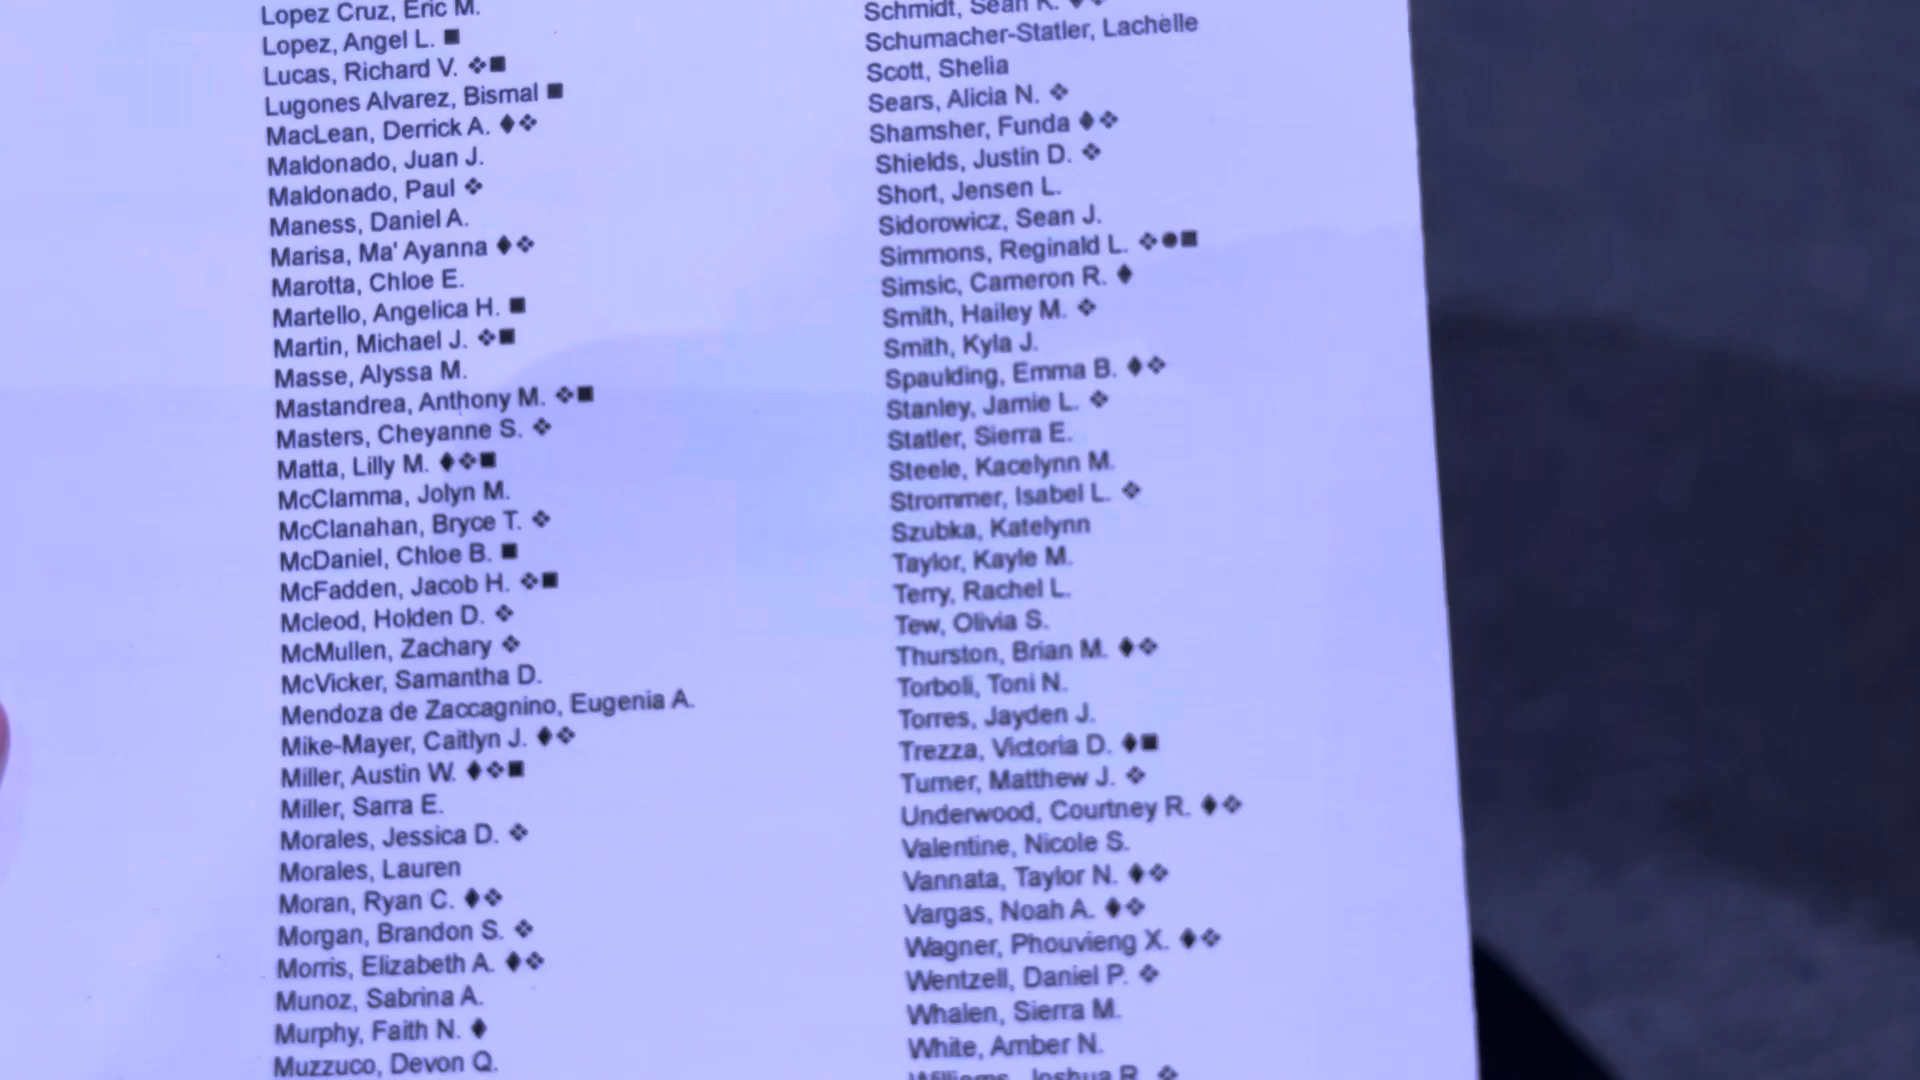 Lopez Cruz, Eric M.
Lopez, Angel L. ■
Lucas, Richard V. ❖■
Lugones Alvarez, Bismal ■
MacLean, Derrick A. ♦❖
Maldonado, Juan J.
Maldonado, Paul ❖
Maness, Daniel A.
Marisa, Ma' Ayanna ♦❖
Marotta, Chloe E.
Martello, Angelica H. ■
Martin, Michael J. ❖■
Masse, Alyssa M.
Mastandrea, Anthony M. ❖■
Masters, Cheyanne S. ❖
Matta, Lilly M. ♦❖■
McClamma, Jolyn M.
McClanahan, Bryce T. ❖
McDaniel, Chloe B. ■
McFadden, Jacob H. ❖■
Mcleod, Holden D. ❖
McMullen, Zachary ❖
McVicker, Samantha D.
Mendoza de Zaccagnino, Eugenia A.
Mike-Mayer, Caitlyn J. ♦❖
Miller, Austin W. ♦❖■
Miller, Sarra E.
Morales, Jessica D. ❖
Morales, Lauren
Moran, Ryan C. ♦❖
Morgan, Brandon S. ❖
Morris, Elizabeth A. ♦❖
Munoz, Sabrina A.
Murphy, Faith N. ♦
Muzzuco, Devon Q.
Schmidt, Sean R. ♦❖
Schumacher-Statler, Lachelle
Scott, Shelia
Sears, Alicia N. ❖
Shamsher, Funda ♦❖
Shields, Justin D. ❖
Short, Jensen L.
Sidorowicz, Sean J.
Simmons, Reginald L. ❖●■
Simsic, Cameron R. ♦
Smith, Hailey M. ❖
Smith, Kyla J.
Spaulding, Emma B. ♦❖
Stanley, Jamie L. ❖
Statler, Sierra E.
Steele, Kacelynn M.
Strommer, Isabel L. ❖
Szubka, Katelynn
Taylor, Kayle M.
Terry, Rachel L.
Tew, Olivia S.
Thurston, Brian M. ♦❖
Torboli, Toni N.
Torres, Jayden J.
Trezza, Victoria D. ♦■
Turner, Matthew J. ❖
Underwood, Courtney R. ♦❖
Valentine, Nicole S.
Vannata, Taylor N. ♦❖
Vargas, Noah A. ♦❖
Wagner, Phouvieng X. ♦❖
Wentzell, Daniel P. ❖
Whalen, Sierra M.
White, Amber N.
Williams, Joshua R. ❖